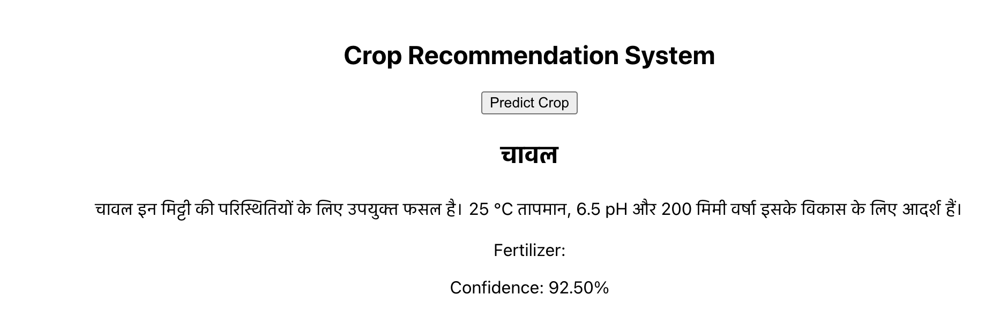 Crop Recommendation System
Predict Crop
चावल
चावल इन मिट्टी की परिस्थितियों के लिए उपयुक्त फसल है। 25 °C तापमान, 6.5 pH और 200 मिमी वर्षा इसके विकास के लिए आदर्श हैं।
Fertilizer:
Confidence: 92.50%